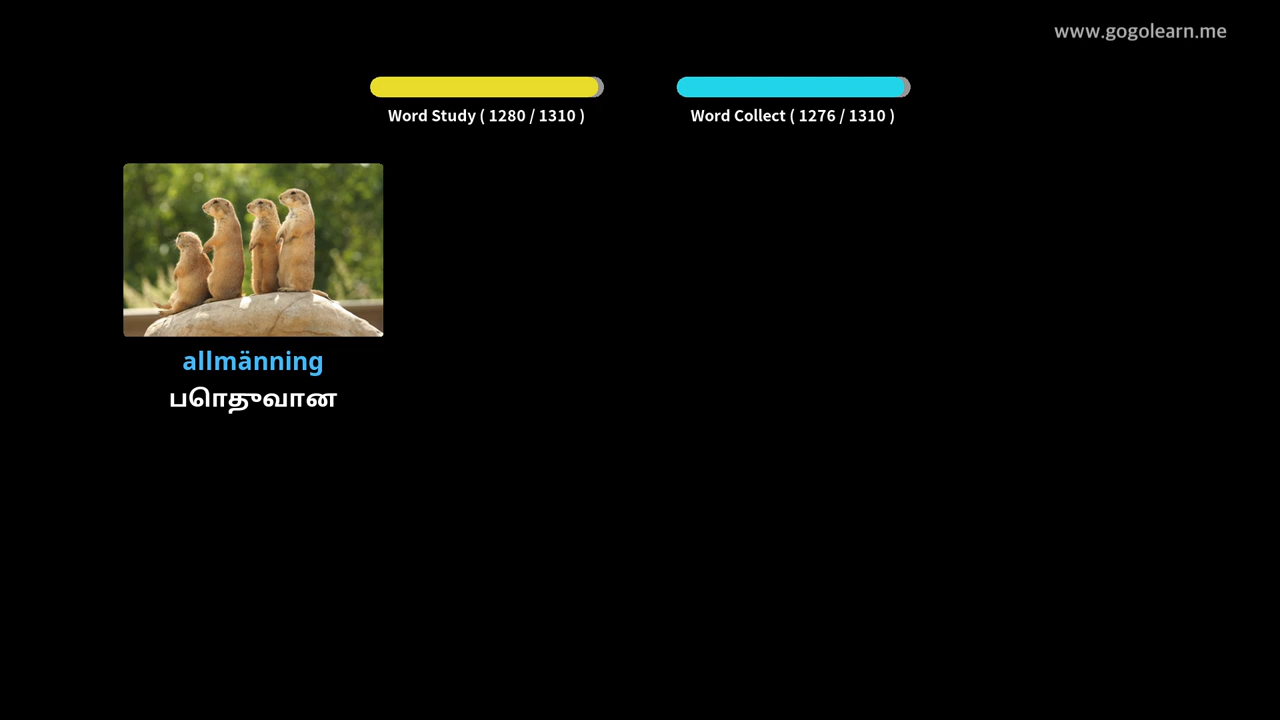 www.gogolearn.me
Word Study ( 1280 / 1310 )
Word Collect ( 1276 / 1310 )
allmänning
பொதுவான